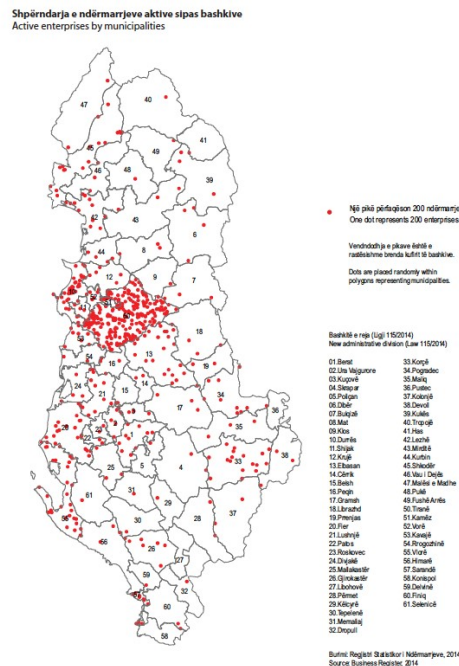 Shpërndarja e ndërmarrjeve aktive sipas bashkive
Active enterprises by municipalities
Një pikë përfaqëson 200 ndërmarrje
One dot represents 200 enterprises
Vendndodhja e pikave është e
rastësishme brenda kufirit të bashkive.
Dots are placed randomly within
polygons representing municipalities.
Bashkitë e reja (Ligji 115/2014)
New administrative division (Law 115/2014)
01.Berat
02.Ura Vajgurore
03.Kuçovë
04.Skrapar
05.Poliçan
06.Dibër
07.Bulqizë
08.Mat
09.Klos
10.Durrës
11.Shijak
12.Krujë
13.Elbasan
14.Cërrik
15.Belsh
16.Peqin
17.Gramsh
18.Librazhd
19.Prrenjas
20.Fier
21.Lushnjë
22.Patos
23.Roskovec
24.Divjakë
25.Mallakastër
26.Gjirokastër
27.Libohovë
28.Përmet
29.Këlcyrë
30.Tepelenë
31.Memaliaj
32.Dropull
33.Korçë
34.Pogradec
35.Maliq
36.Pustec
37.Kolonjë
38.Devoll
39.Kukës
40.Tropojë
41.Has
42.Lezhë
43.Mirditë
44.Kurbin
45.Shkodër
46.Vau i Dejës
47.Malësi e Madhe
48.Pukë
49.Fushë Arrës
50.Tiranë
51.Kamëz
52.Vorë
53.Kavajë
54.Rrogozhinë
55.Vlorë
56.Himarë
57.Sarandë
58.Konispol
59.Delvinë
60.Finiq
61.Selenicë
Burimi: Regjistri Statistikor i Ndërmarrjeve, 2014
Source: Business Register, 2014